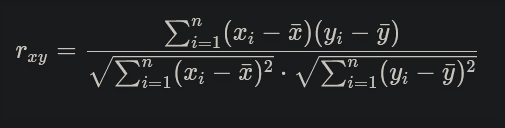 r_{xy} = \frac{\sum_{i=1}^{n}(x_i - \bar{x})(y_i - \bar{y})}{\sqrt{\sum_{i=1}^{n}(x_i - \bar{x})^2} \cdot \sqrt{\sum_{i=1}^{n}(y_i - \bar{y})^2}}